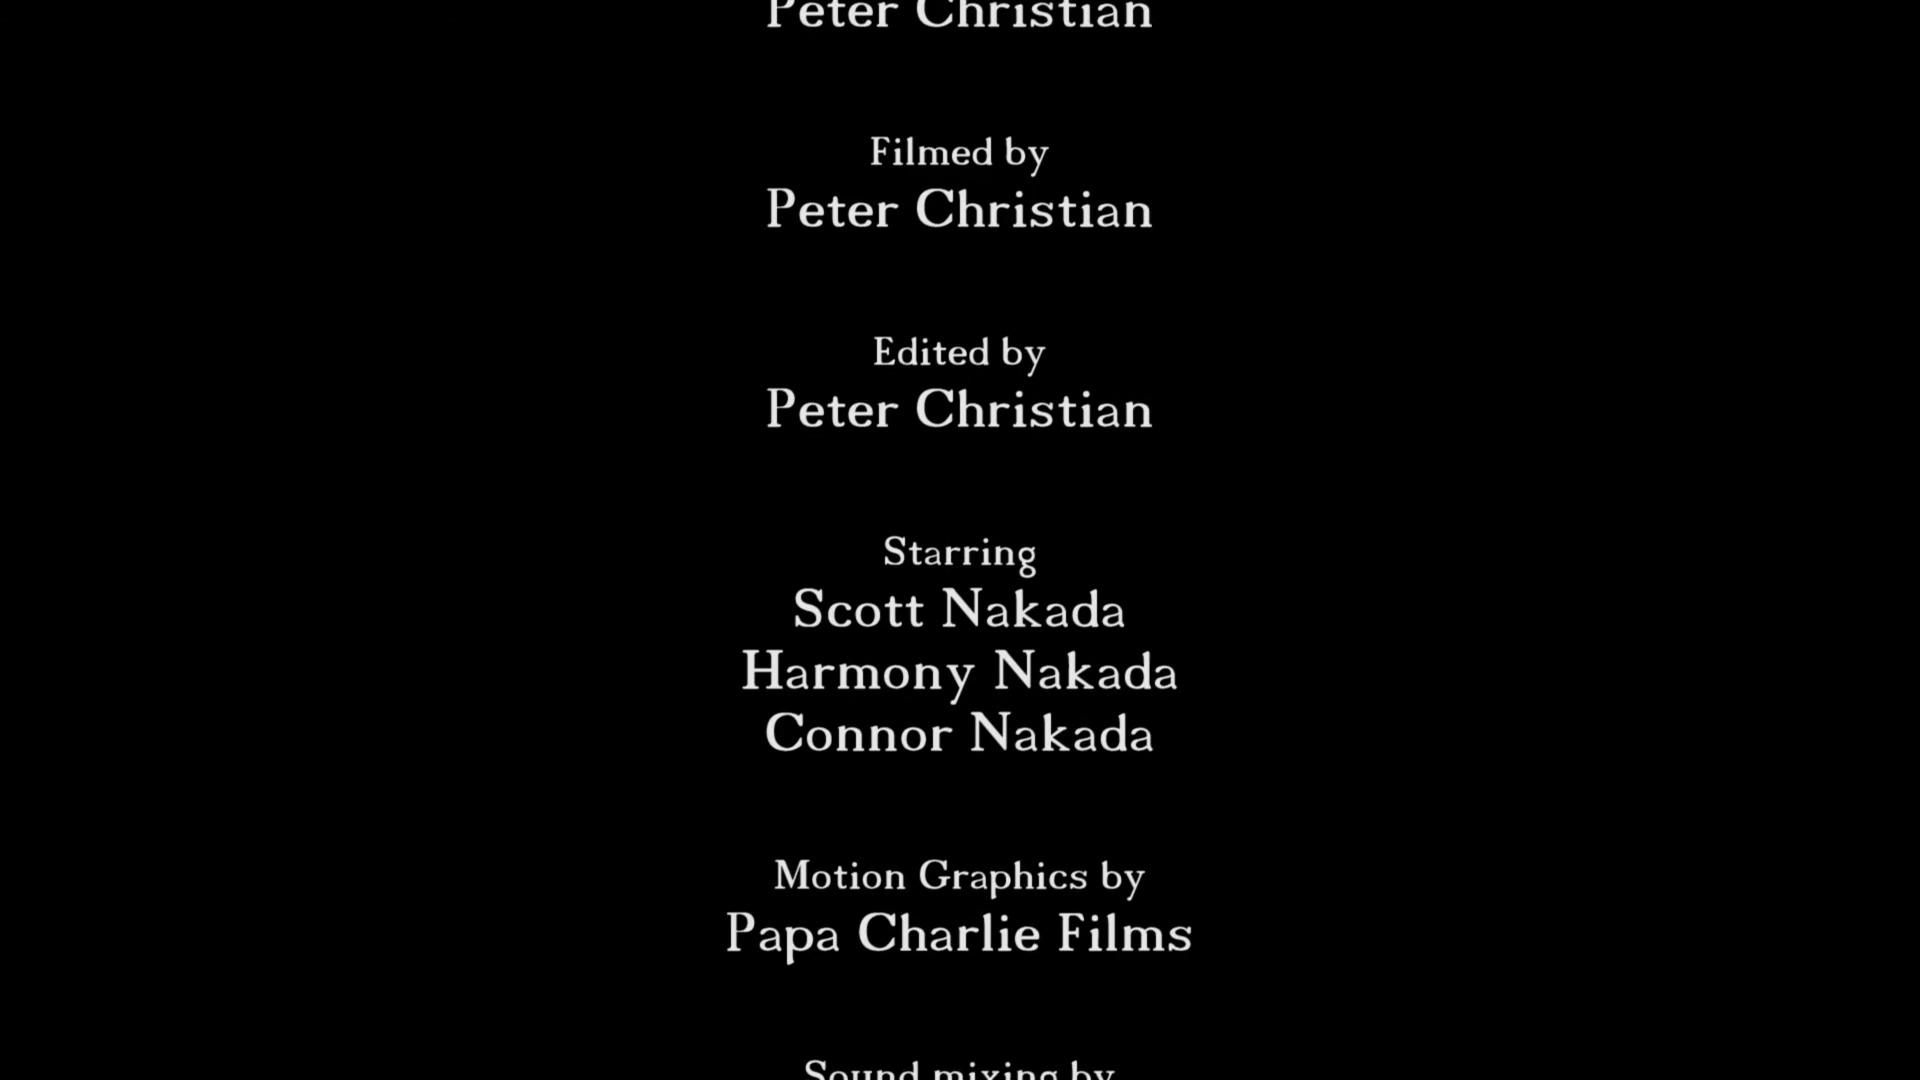 Peter Christian
Filmed by
Peter Christian
Edited by
Peter Christian
Starring
Scott Nakada
Harmony Nakada
Connor Nakada
Motion Graphics by
Papa Charlie Films
Sound mixing by